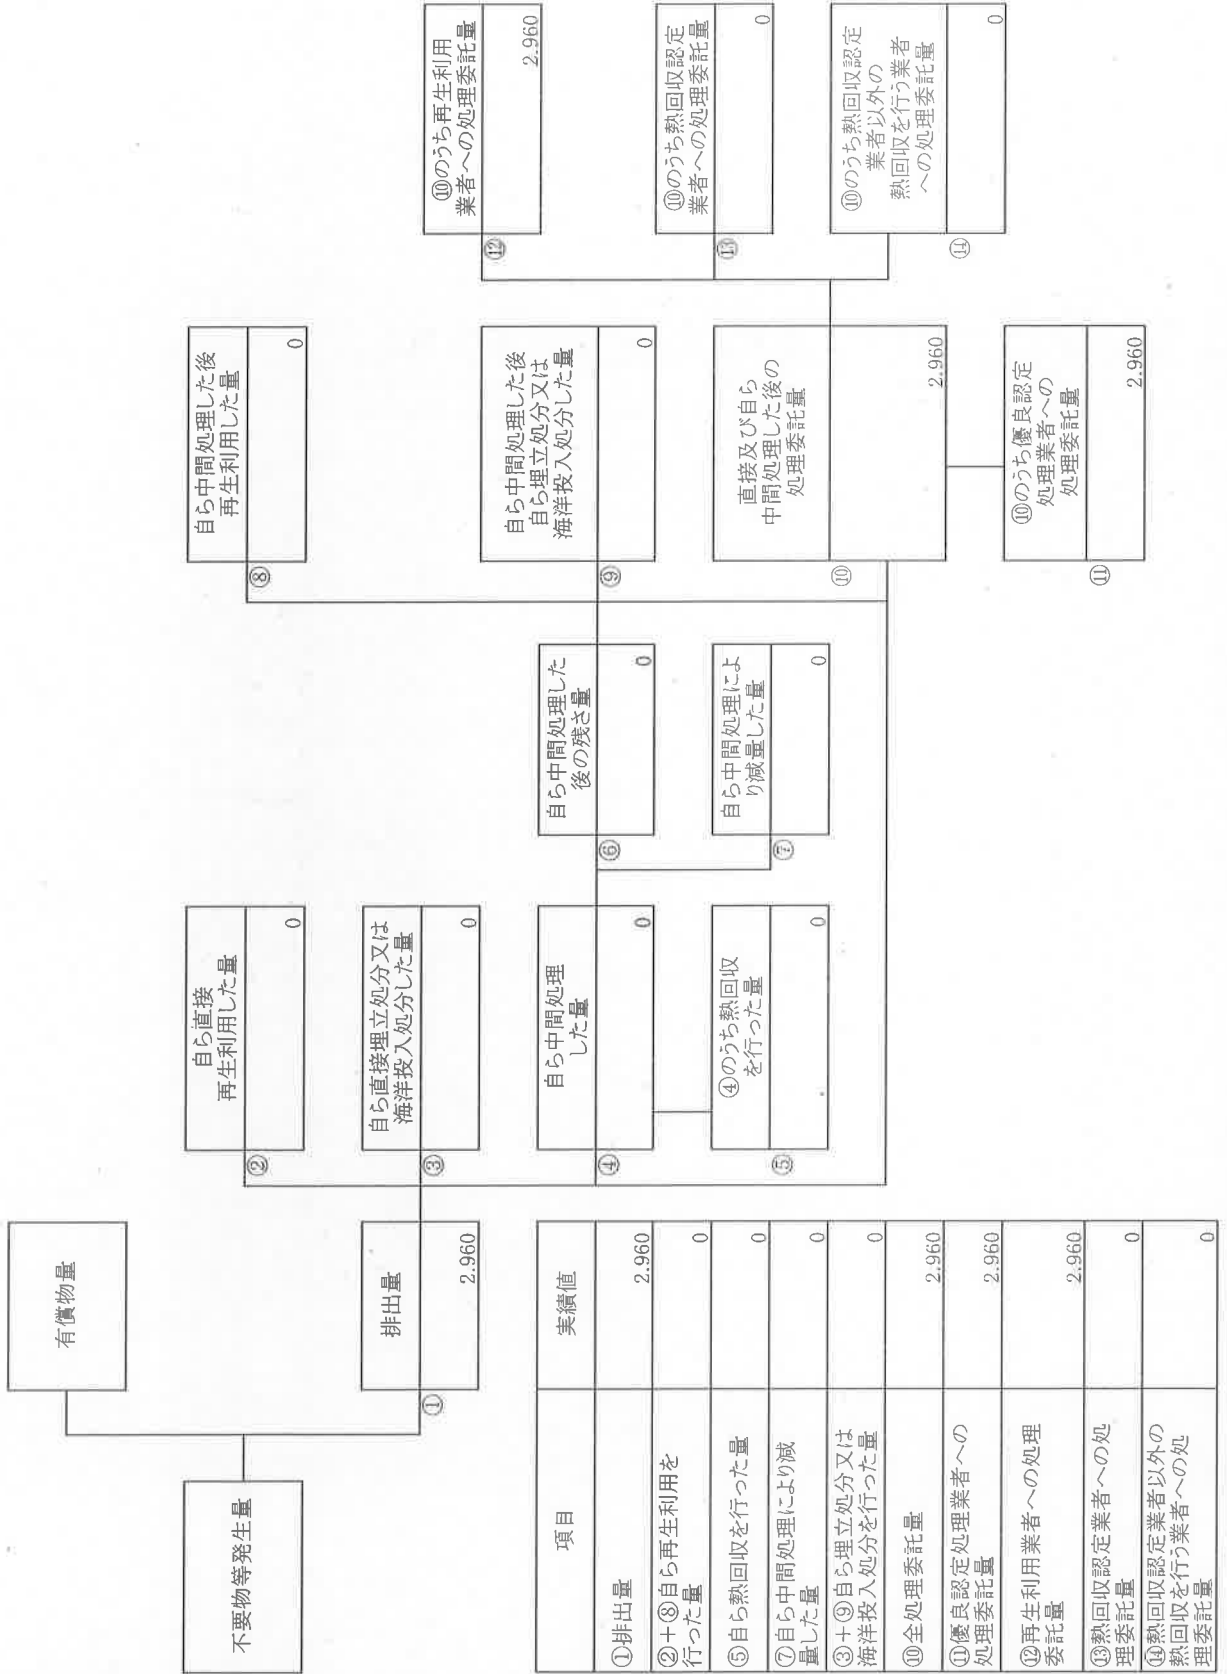 不要物等発生量
有償物量
排出量
①
2.960
自ら直接
再生利用した量
②
0
自ら直接埋立処分又は
海洋投入処分した量
③
0
自ら中間処理
した量
④
0
④のうち熱回収
を行った量
⑤
0
自ら中間処理した
後の残さ量
⑥
0
自ら中間処理によ
り減量した量
⑦
0
自ら中間処理した後
再生利用した量
⑧
0
自ら中間処理した後
自ら埋立処分又は
海洋投入処分した量
⑨
0
直接及び自ら
中間処理した後の
処理委託量
⑩
2.960
⑩のうち優良認定
処理業者への
処理委託量
⑪
2.960
⑩のうち再生利用
業者への処理委託量
⑫
2.960
⑩のうち熱回収認定
業者への処理委託量
⑬
0
⑩のうち熱回収認定
業者以外の
熱回収を行う業者
への処理委託量
⑭
0
項目 実績値
①排出量 2.960
②＋⑧自ら再生利用を
行った量 0
⑤自ら熱回収を行った量 0
⑦自ら中間処理により減
量した量 0
③＋⑨自ら埋立処分又は
海洋投入処分を行った量 0
⑩全処理委託量 2.960
⑪優良認定処理業者への
処理委託量 2.960
⑫再生利用業者への処理
委託量 2.960
⑬熱回収認定業者への処
理委託量 0
⑭熱回収認定業者以外の
熱回収を行う業者への処
理委託量 0